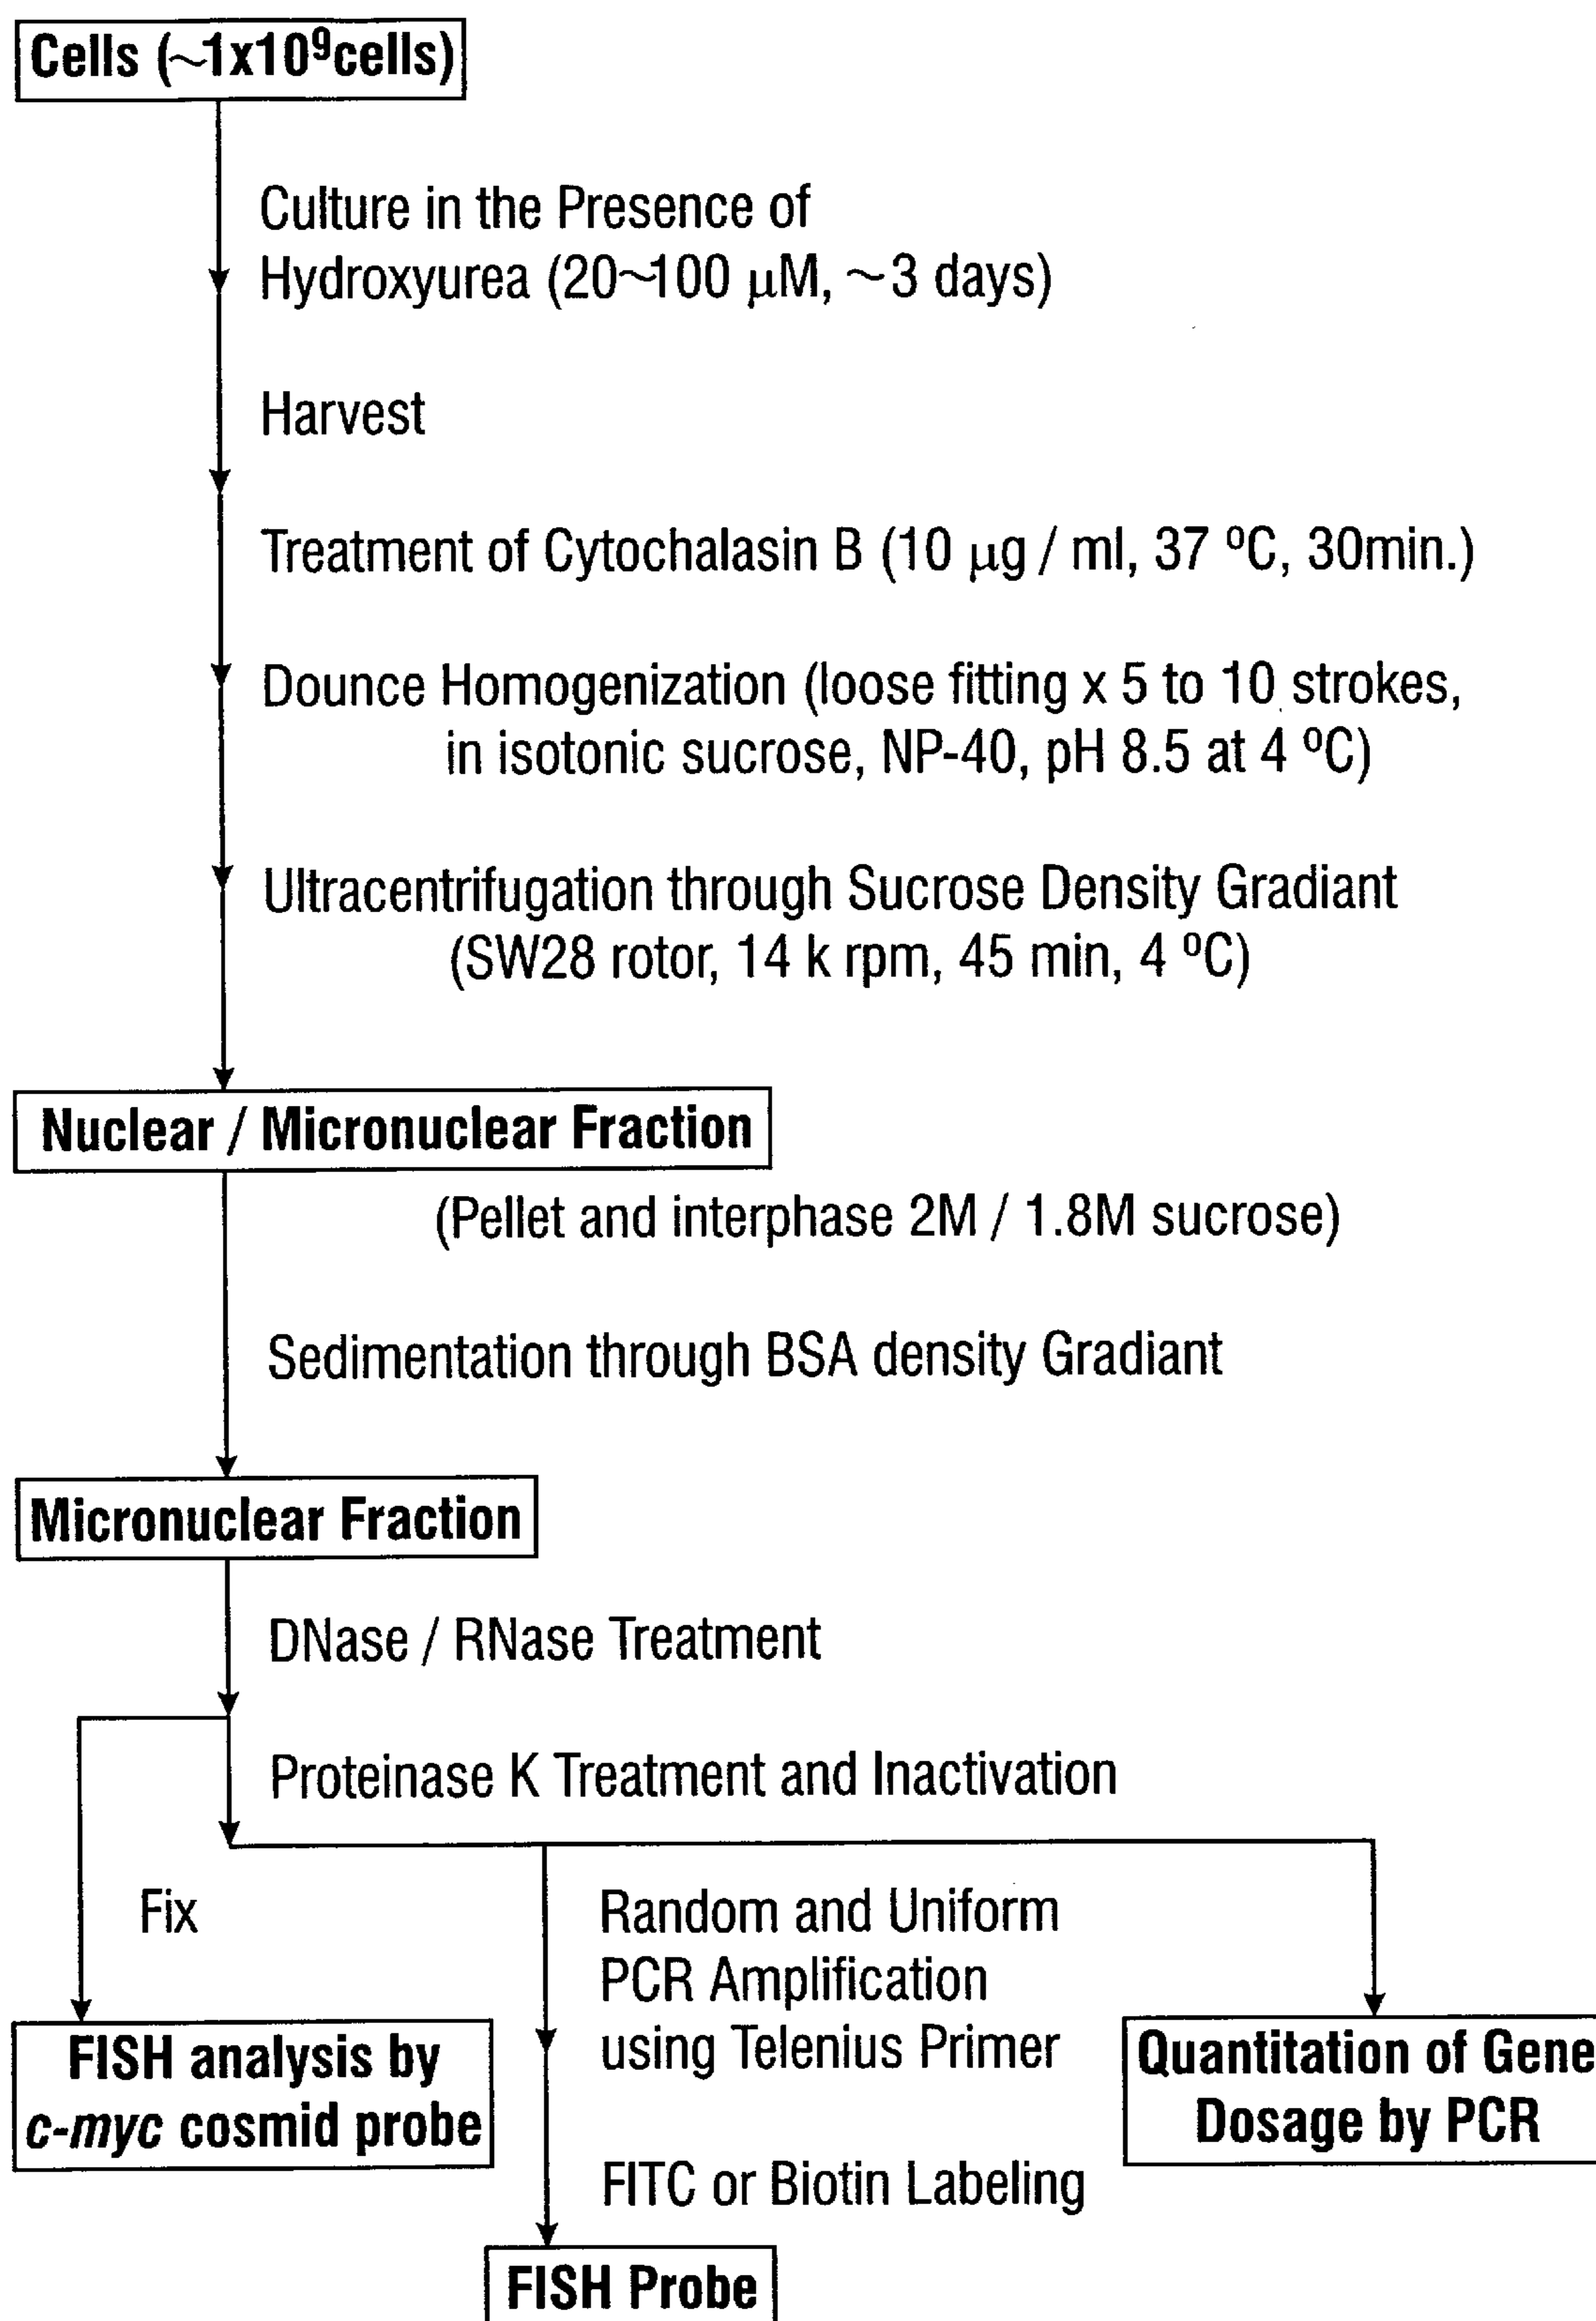 Cells (~1x10⁹cells)
Culture in the Presence of
Hydroxyurea (20~100 µM, ~3 days)
Harvest
Treatment of Cytochalasin B (10 µg / ml, 37 ºC, 30min.)
Dounce Homogenization (loose fitting x 5 to 10 strokes,
in isotonic sucrose, NP-40, pH 8.5 at 4 ºC)
Ultracentrifugation through Sucrose Density Gradiant
(SW28 rotor, 14 k rpm, 45 min, 4 ºC)
Nuclear / Micronuclear Fraction
(Pellet and interphase 2M / 1.8M sucrose)
Sedimentation through BSA density Gradiant
Micronuclear Fraction
DNase / RNase Treatment
Proteinase K Treatment and Inactivation
Fix
FISH analysis by
c-myc cosmid probe
Random and Uniform
PCR Amplification
using Telenius Primer
FITC or Biotin Labeling
FISH Probe
Quantitation of Gene
Dosage by PCR